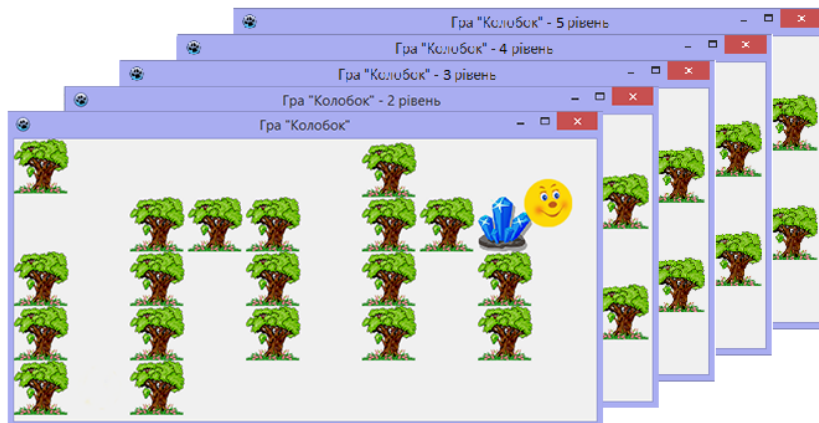 Гра "Колобок" - 5 рівень
Гра "Колобок" - 4 рівень
Гра "Колобок" - 3 рівень
Гра "Колобок" - 2 рівень
Гра "Колобок"